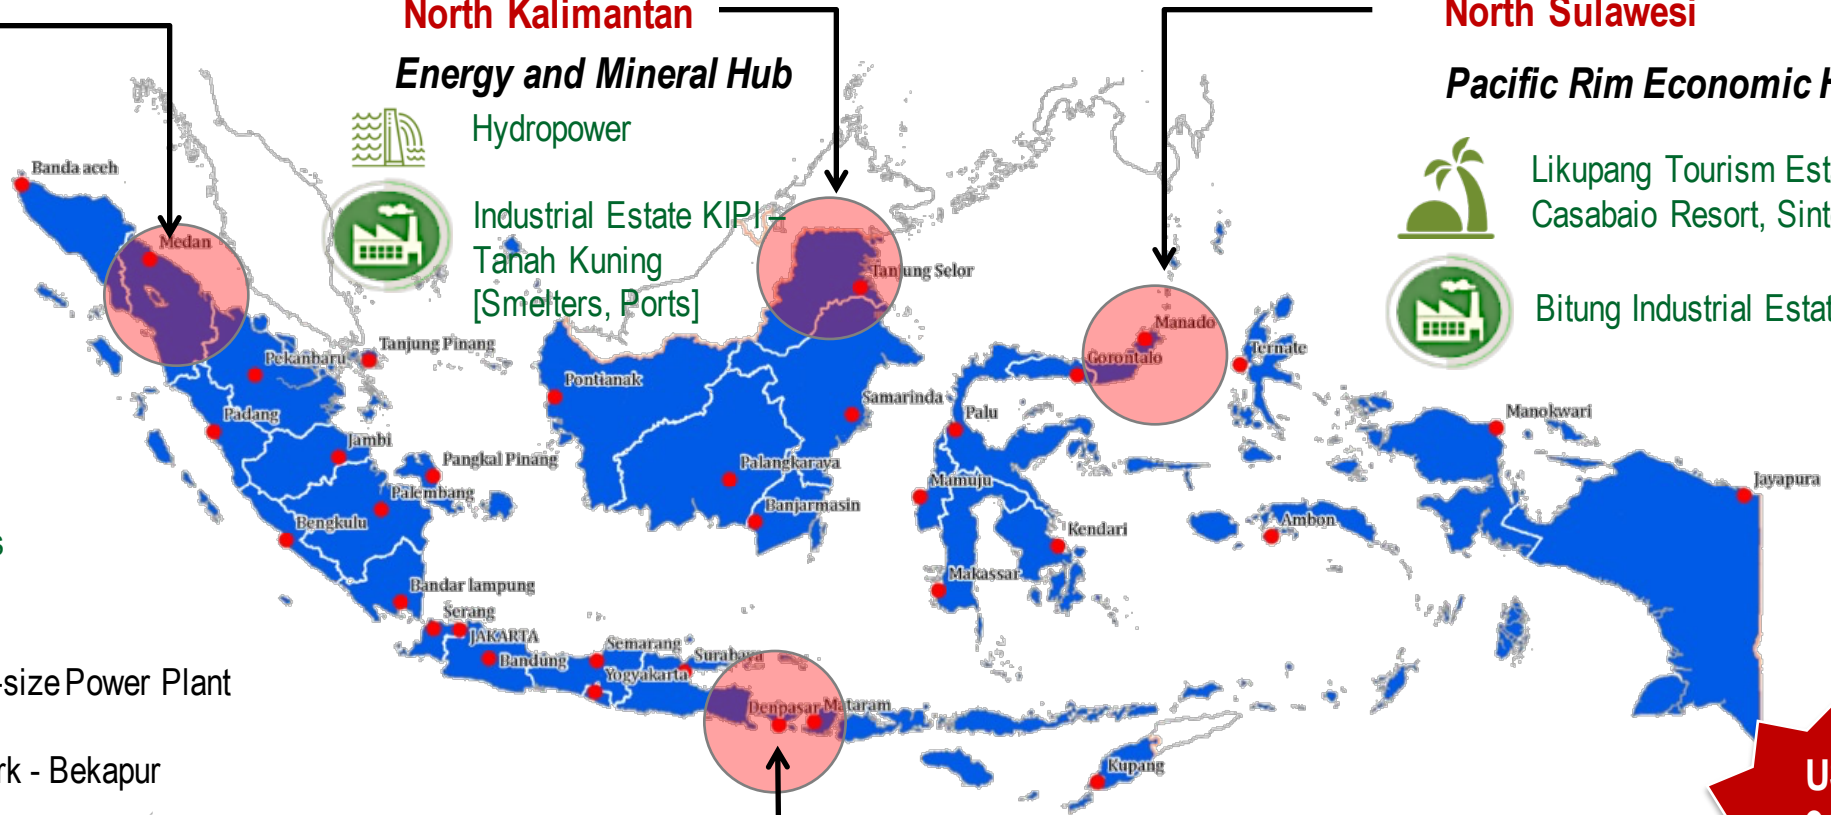 North Kalimantan
Energy and Mineral Hub
Hydropower
Industrial Estate KIPI –
Tanah Kuning
[Smelters, Ports]
North Sulawesi
Pacific Rim Economic H
Likupang Tourism Est
Casabaio Resort, Sint
Bitung Industrial Estat
Banda aceh
Medan
Tanjung Selor
Manado
Gorontalo
Ternate
Pekanbaru
Tanjung Pinang
Pontianak
Samarinda
Palu
Manokwari
Padang
Jambi
Pangkal Pinang
Palangkaraya
Mamuju
Jayapura
Palembang
Banjarmasin
Bengkulu
Kendari
Ambon
Makassar
Bandar lampung
Serang
JAKARTA
Bandung
Semarang
Surabaya
Yogyakarta
Denpasar
Mataram
Kupang
s
-size Power Plant
rk - Bekapur
U